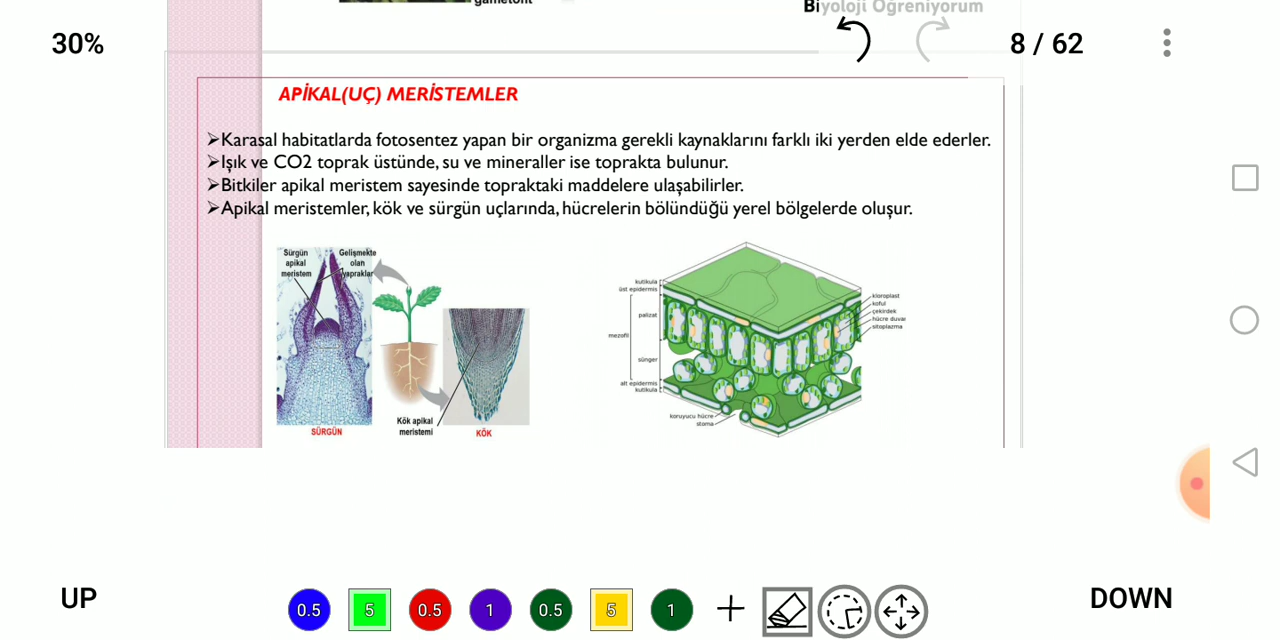 gametofit
Biyoloji Öğreniyorum
30%
8 / 62
APİKAL(UÇ) MERİSTEMLER
➢Karasal habitatlarda fotosentez yapan bir organizma gerekli kaynaklarını farklı iki yerden elde ederler.
➢Işık ve CO2 toprak üstünde, su ve mineraller ise toprakta bulunur.
➢Bitkiler apikal meristem sayesinde topraktaki maddelere ulaşabilirler.
➢Apikal meristemler, kök ve sürgün uçlarında, hücrelerin bölündüğü yerel bölgelerde oluşur.
Sürgün
apikal
meristem
Gelişmekte
olan
yapraklar
Kök apikal
meristemi
SÜRGÜN
KÖK
kutikula
üst epidermis
palizat
mezofil
sünger
alt epidermis
kutikula
koruyucu hücre
stoma
kloroplast
koful
çekirdek
hücre duvarı
sitoplazma
UP
0.5
5
0.5
1
0.5
5
1
DOWN